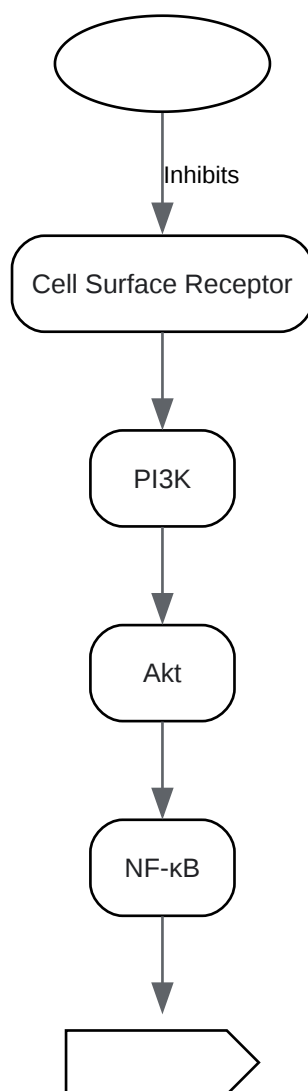 Inhibits
Cell Surface Receptor
PI3K
Akt
NF-κB